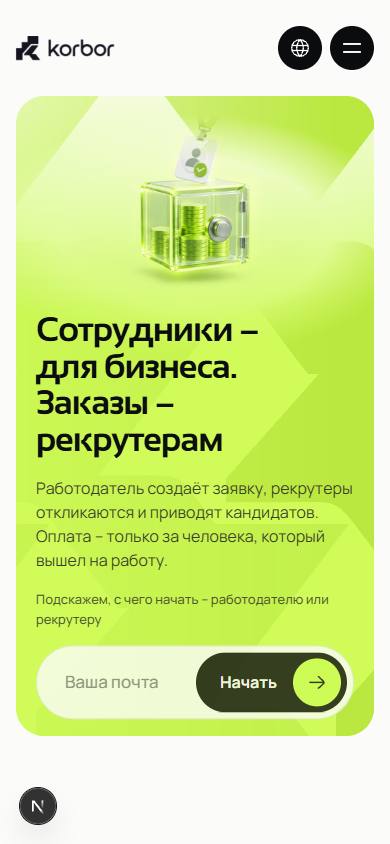 korbor
Сотрудники –
для бизнеса.
Заказы –
рекрутерам
Работодатель создаёт заявку, рекрутеры
откликаются и приводят кандидатов.
Оплата – только за человека, который
вышел на работу.
Подскажем, с чего начать – работодателю или
рекрутеру
Ваша почта
Начать
N